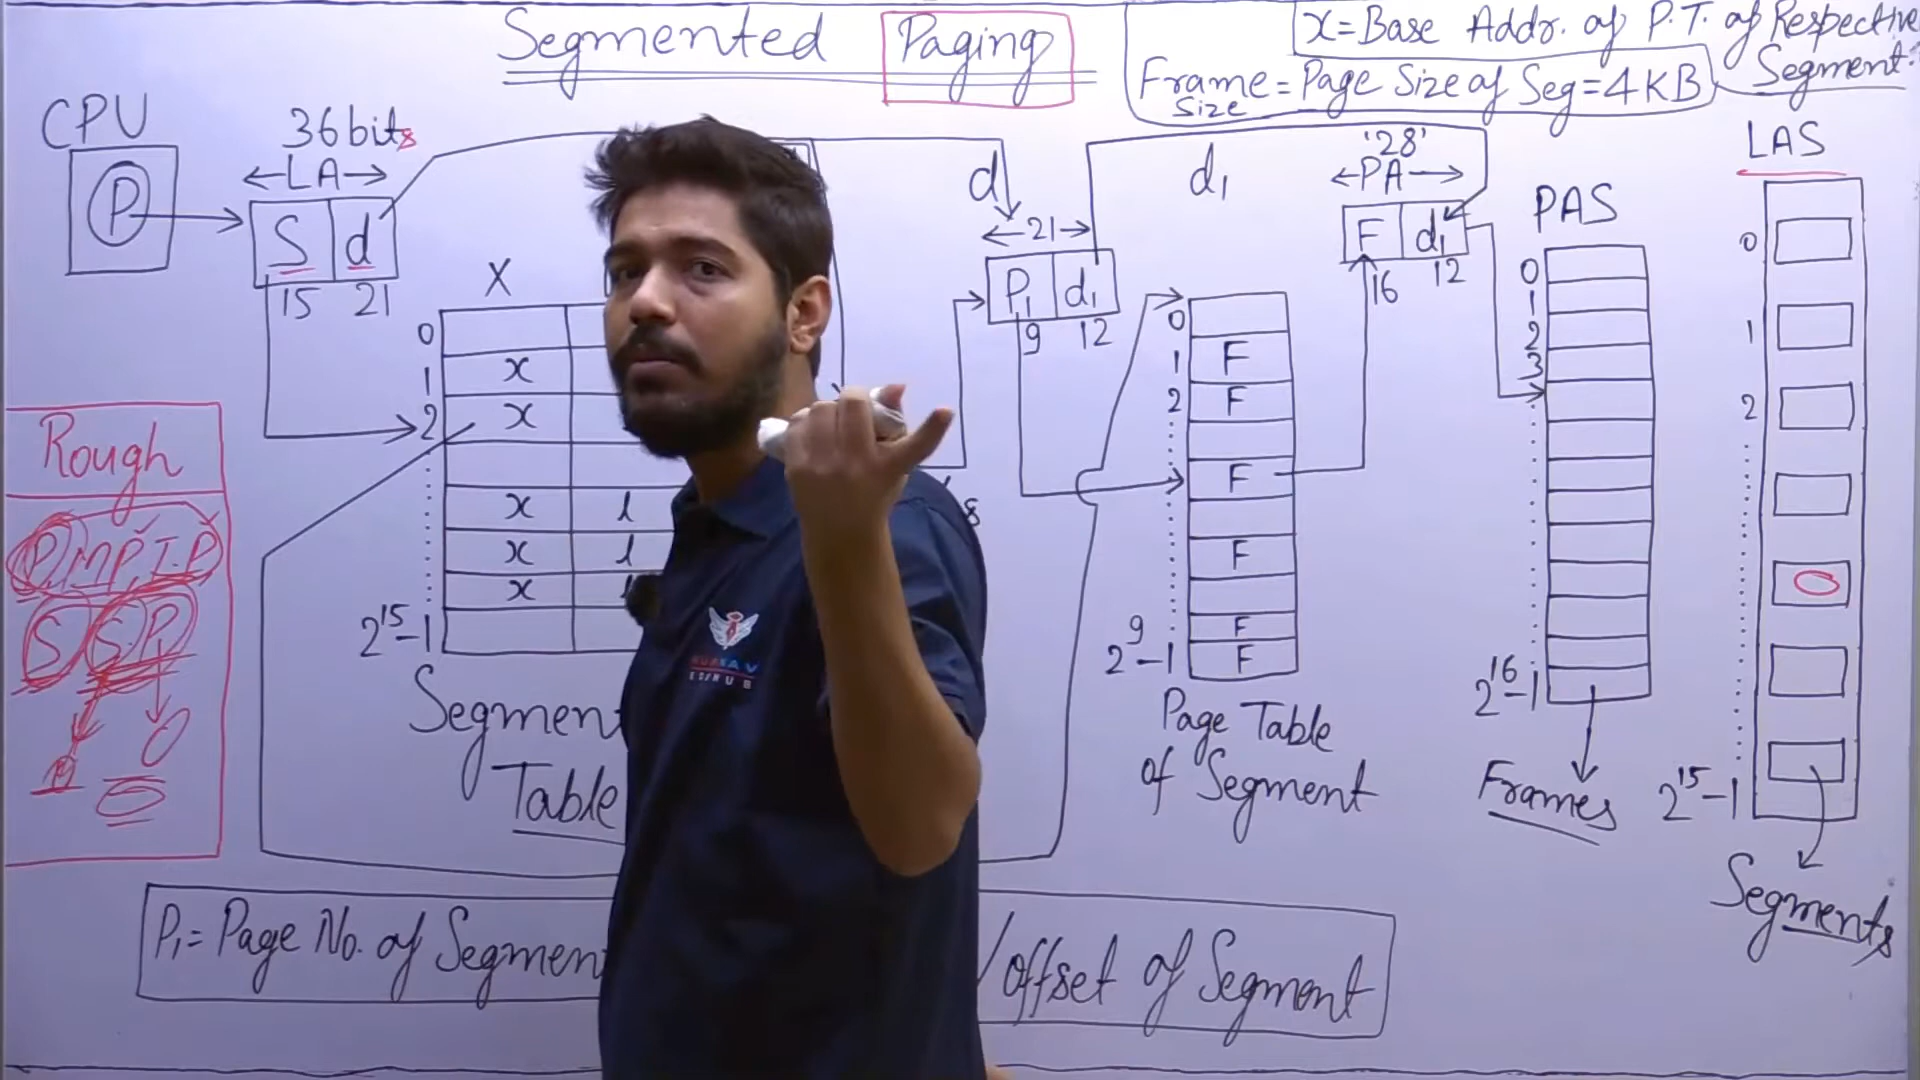 Segmented Paging
x=Base Addr. of P.T. of Respective
Segment.
Frame = Page Size of Seg = 4KB
Size
CPU
P
36 bits
LA
S d
15 21
X
0
1 x
2 x
x l
x l
x l
2^15-1
Segment
Table
d
21
P1 d1
9 12
d1
'28'
PA
F d1
16 12
0
1 F
2 F
F
F
F
2^9-1 F
Page Table
of Segment
PAS
0
1
2
3
2^16-1
Frames
LAS
0
1
2
2^15-1
Segments
Rough
P, MP, I.P
S S.P
P1= Page No. of Segmen
/offset of Segment